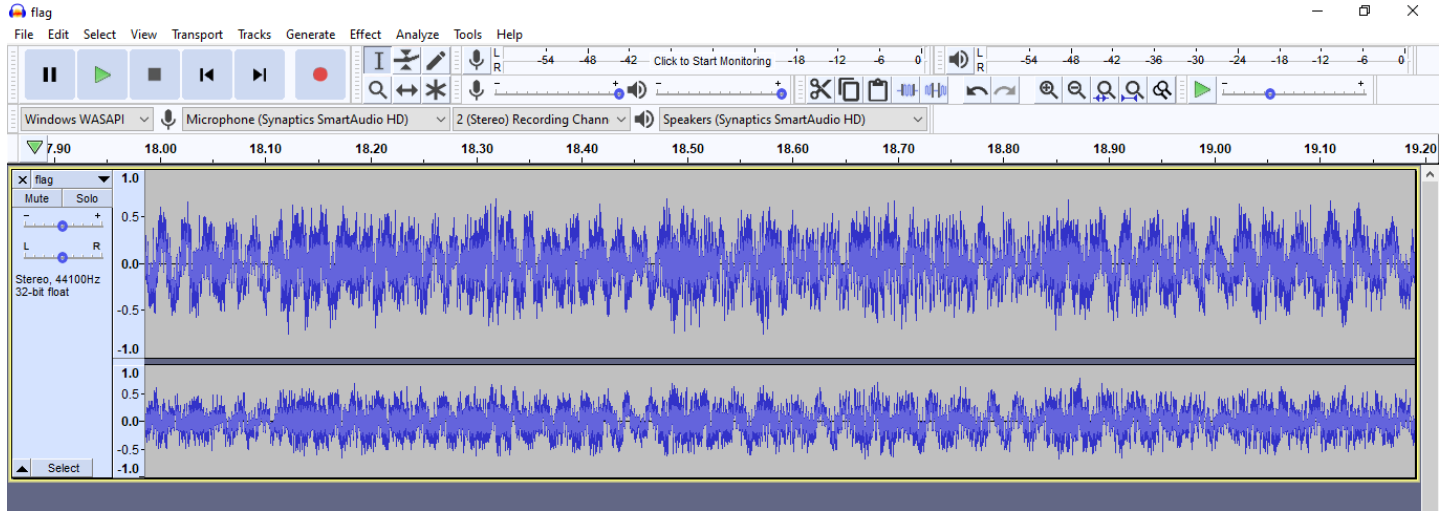 flag
File Edit Select View Transport Tracks Generate Effect Analyze Tools Help
L R -54 -48 -42 Click to Start Monitoring -18 -12 -6 0 L R -54 -48 -42 -36 -30 -24 -18 -12 -6 0
- + - + - +
Windows WASAPI Microphone (Synaptics SmartAudio HD) 2 (Stereo) Recording Chann Speakers (Synaptics SmartAudio HD)
7.90 18.00 18.10 18.20 18.30 18.40 18.50 18.60 18.70 18.80 18.90 19.00 19.10 19.20
× flag 1.0
Mute Solo
- + 0.5
L R
0.0
Stereo, 44100Hz
32-bit float
-0.5
-1.0
1.0
0.5
0.0
-0.5
Select -1.0